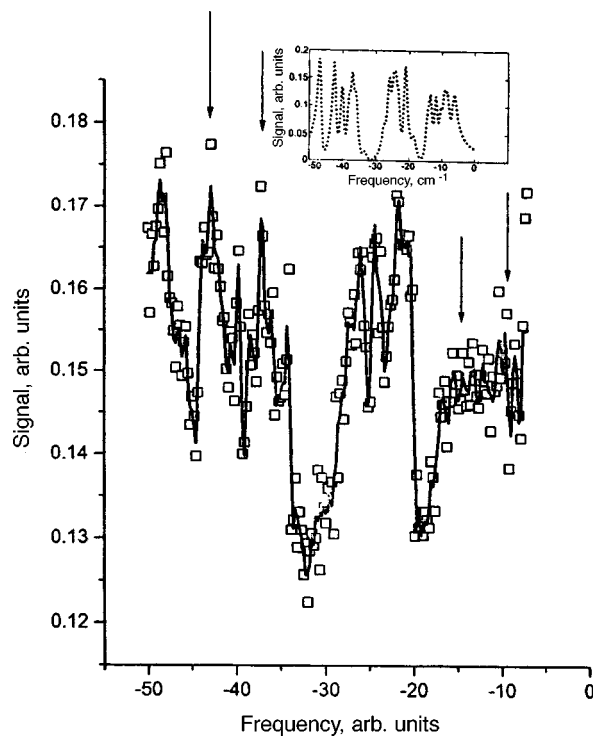 0.2
0.15
0.1
0.05
0
Signal, arb. units
-50 -40 -30 -20 -10 0
Frequency, cm-1
0.18
0.17
0.16
0.15
0.14
0.13
0.12
Signal, arb. units
-50 -40 -30 -20 -10 0
Frequency, arb. units